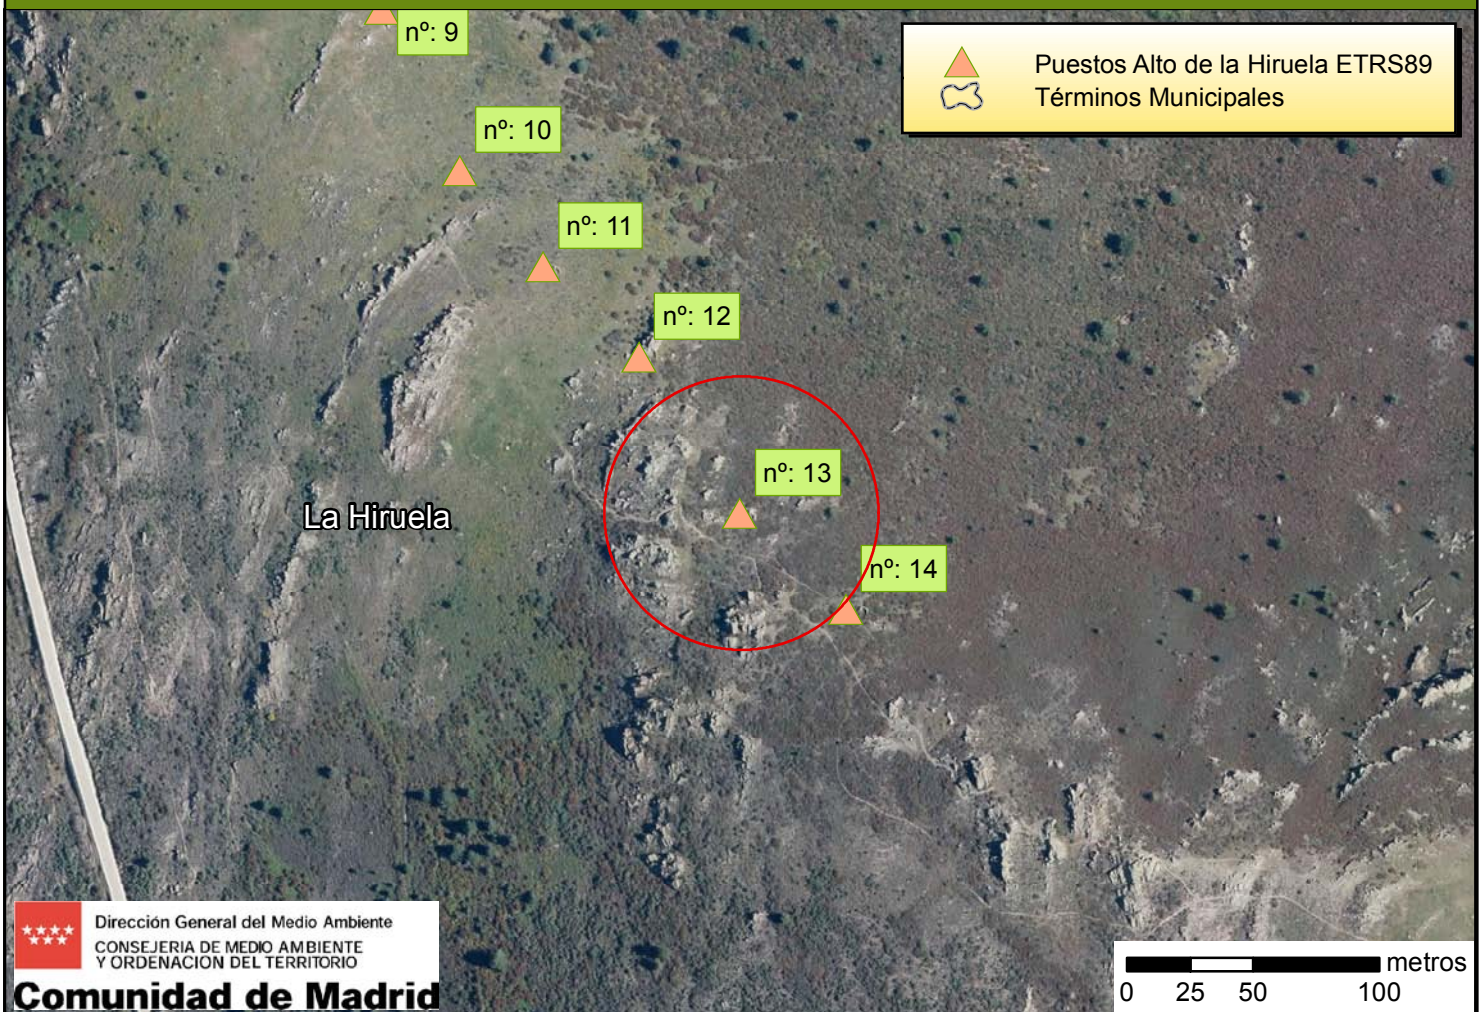 nº: 9
Puestos Alto de la Hiruela ETRS89
Términos Municipales
nº: 10
nº: 11
nº: 12
nº: 13
La Hiruela
nº: 14
Dirección General del Medio Ambiente
CONSEJERIA DE MEDIO AMBIENTE
Y ORDENACION DEL TERRITORIO
Comunidad de Madrid
metros
0 25 50 100